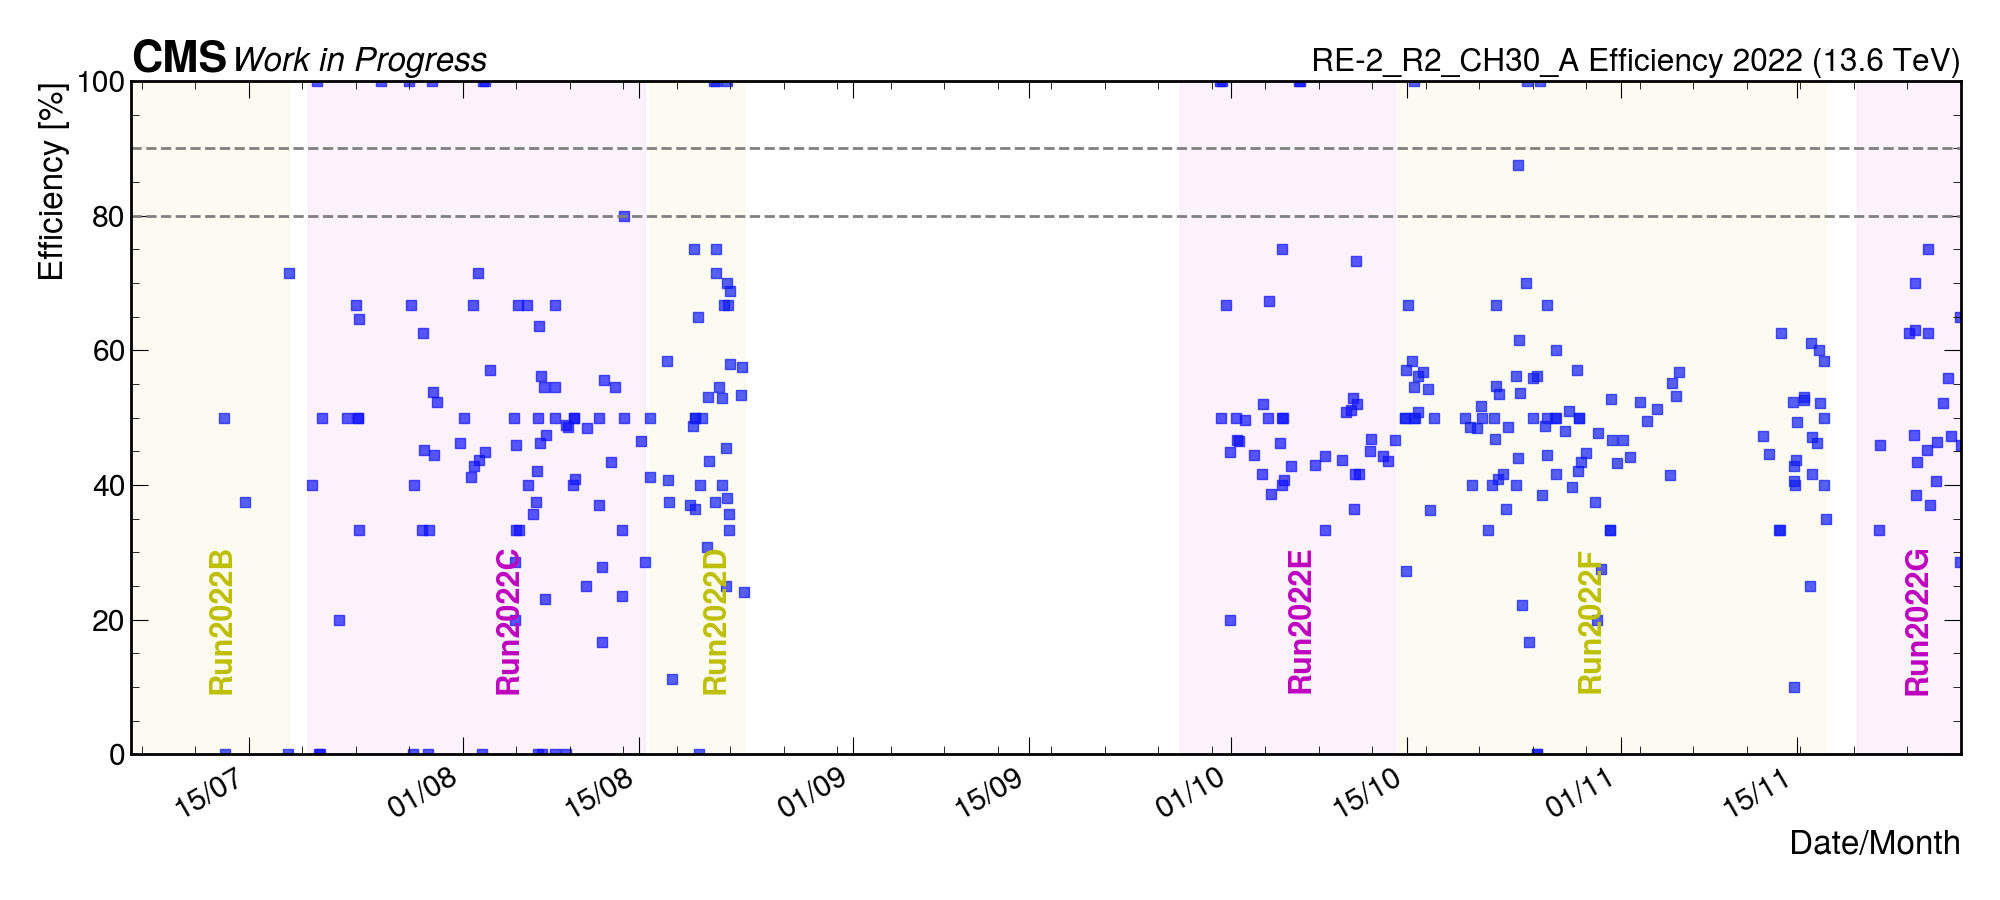 CMS Work in Progress
RE-2_R2_CH30_A Efficiency 2022 (13.6 TeV)
Efficiency [%]
100
80
60
40
20
0
Run2022B
Run2022C
Run2022D
Run2022E
Run2022F
Run2022G
15/07
01/08
15/08
01/09
15/09
01/10
15/10
01/11
15/11
Date/Month